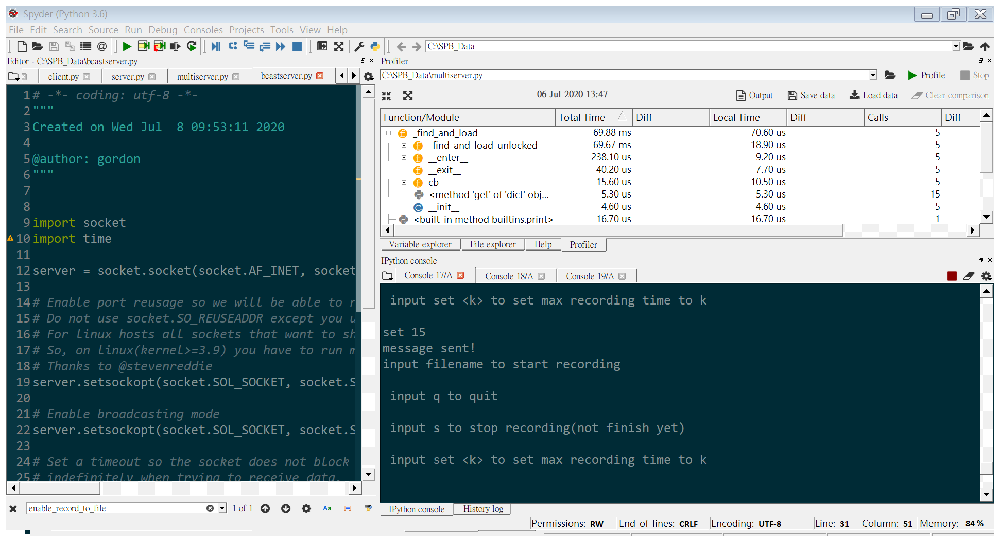 Spyder (Python 3.6)
File Edit Search Source Run Debug Consoles Projects Tools View Help
C:\SPB_Data
Editor - C:\SPB_Data\bcastserver.py
client.py server.py multiserver.py bcastserver.py
1 # -*- coding: utf-8 -*-
2 """
3 Created on Wed Jul  8 09:53:11 2020
4
5 @author: gordon
6 """
7
8
9 import socket
10 import time
11
12 server = socket.socket(socket.AF_INET, socket
13
14 # Enable port reusage so we will be able to r
15 # Do not use socket.SO_REUSEADDR except you u
16 # For linux hosts all sockets that want to sh
17 # So, on linux(kernel>=3.9) you have to run m
18 # Thanks to @stevenreddie
19 server.setsockopt(socket.SOL_SOCKET, socket.S
20
21 # Enable broadcasting mode
22 server.setsockopt(socket.SOL_SOCKET, socket.S
23
24 # Set a timeout so the socket does not block
25 # indefinitely when trying to receive data.
enable_record_to_file 1 of 1 Aa
Profiler
C:\SPB_Data\multiserver.py Profile Stop
06 Jul 2020 13:47 Output Save data Load data Clear comparison
Function/Module Total Time Diff Local Time Diff Calls Diff
_find_and_load 69.88 ms 70.60 us 5
_find_and_load_unlocked 69.67 ms 18.90 us 5
__enter__ 238.10 us 9.20 us 5
__exit__ 40.20 us 7.70 us 5
cb 15.60 us 10.50 us 5
<method 'get' of 'dict' obj... 5.30 us 5.30 us 15
__init__ 4.60 us 4.60 us 5
<built-in method builtins.print> 16.70 us 16.70 us 1
Variable explorer File explorer Help Profiler
IPython console
Console 17/A Console 18/A Console 19/A
input set <k> to set max recording time to k
set 15
message sent!
input filename to start recording
input q to quit
input s to stop recording(not finish yet)
input set <k> to set max recording time to k
IPython console History log
Permissions: RW End-of-lines: CRLF Encoding: UTF-8 Line: 31 Column: 51 Memory: 84 %